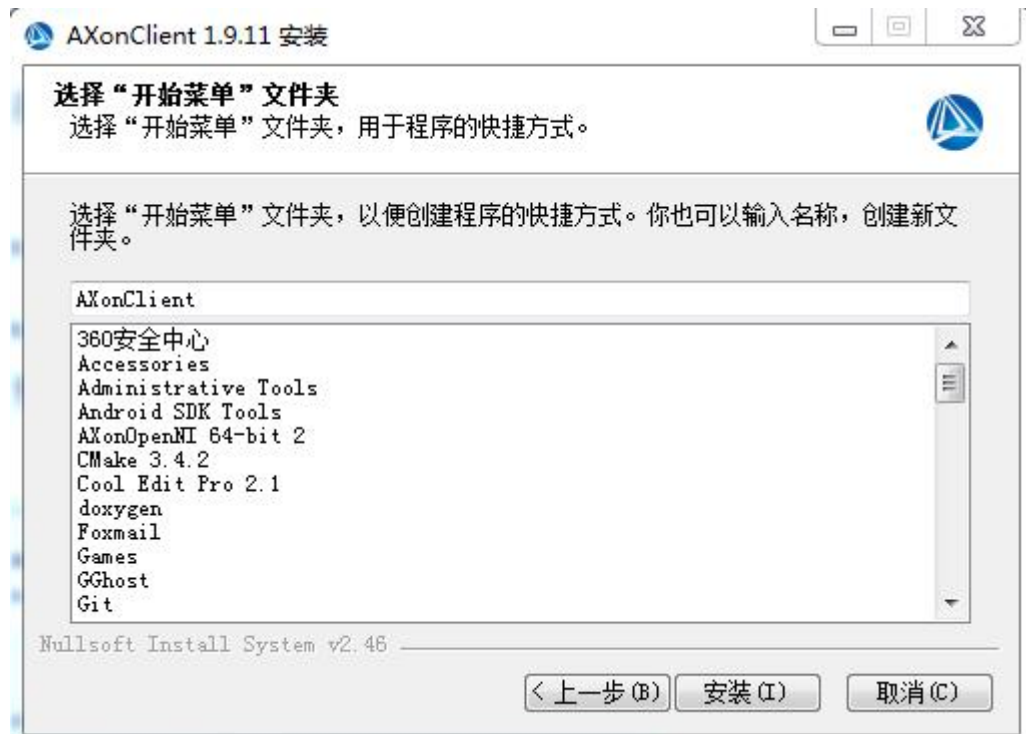 AXonClient 1.9.11 安装
选择“开始菜单”文件夹
选择“开始菜单”文件夹，用于程序的快捷方式。
选择“开始菜单”文件夹，以便创建程序的快捷方式。你也可以输入名称，创建新文
件夹。
AXonClient
360安全中心
Accessories
Administrative Tools
Android SDK Tools
AXonOpenNI 64-bit 2
CMake 3.4.2
Cool Edit Pro 2.1
doxygen
Foxmail
Games
GGhost
Git
Nullsoft Install System v2.46
< 上一步(B) 安装(I) 取消(C)